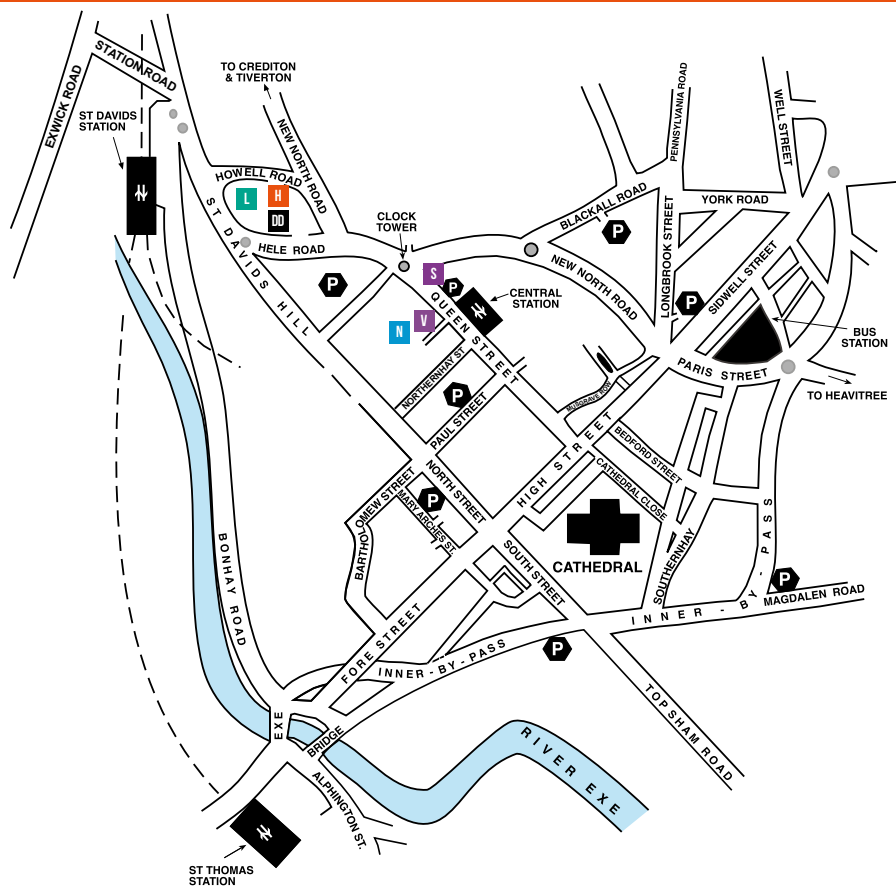 STATION ROAD
EXWICK ROAD
TO CREDITON
& TIVERTON
ST DAVIDS
STATION
NEW NORTH ROAD
HOWELL ROAD
L
H
DD
HELE ROAD
ST DAVIDS HILL
CLOCK
TOWER
PENNSYLVANIA ROAD
WELL STREET
BLACKALL ROAD
YORK ROAD
P
LONGBROOK STREET
SIDWELL STREET
NEW NORTH ROAD
S
P
P
CENTRAL
STATION
P
QUEEN STREET
V
N
BUS
STATION
PARIS STREET
TO HEAVITREE
NORTHERNHAY ST
P
PAUL STREET
MUSGRAVE ROW
HIGH STREET
BEDFORD STREET
CATHEDRAL CLOSE
NORTH STREET
P
MARY ARCHES ST.
BARTHOLOMEW STREET
CATHEDRAL
SOUTH STREET
SOUTHERNHAY
INNER-BY-PASS
P
MAGDALEN ROAD
BONHAY ROAD
FORE STREET
INNER-BY-PASS
P
TOPSHAM ROAD
EXE
BRIDGE
RIVER EXE
ALPHINGTON ST.
ST THOMAS
STATION